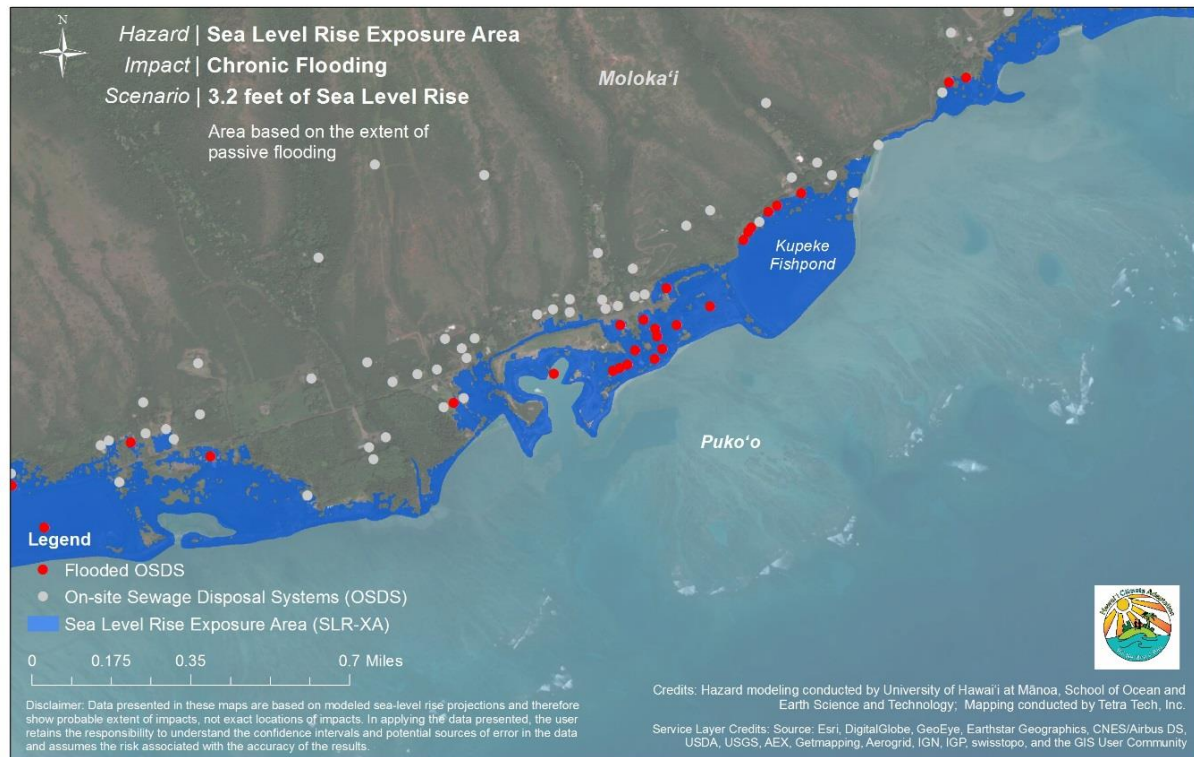 N
Hazard | Sea Level Rise Exposure Area
Impact | Chronic Flooding
Scenario | 3.2 feet of Sea Level Rise
Area based on the extent of
passive flooding
Molokaʻi
Kupeke
Fishpond
Pukoʻo
Legend
Flooded OSDS
On-site Sewage Disposal Systems (OSDS)
Sea Level Rise Exposure Area (SLR-XA)
0 0.175 0.35 0.7 Miles
Disclaimer: Data presented in these maps are based on modeled sea-level rise projections and therefore
show probable extent of impacts, not exact locations of impacts. In applying the data presented, the user
retains the responsibility to understand the confidence intervals and potential sources of error in the data
and assumes the risk associated with the accuracy of the results.
Hawaiʻi Climate Adaptation
Credits: Hazard modeling conducted by University of Hawaiʻi at Mānoa, School of Ocean and
Earth Science and Technology; Mapping conducted by Tetra Tech, Inc.
Service Layer Credits: Source: Esri, DigitalGlobe, GeoEye, Earthstar Geographics, CNES/Airbus DS,
USDA, USGS, AEX, Getmapping, Aerogrid, IGN, IGP, swisstopo, and the GIS User Community